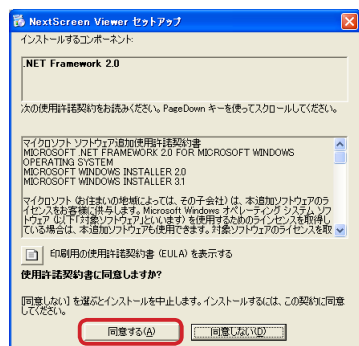 NextScreen Viewer セットアップ
インストールするコンポーネント:
.NET Framework 2.0
次の使用許諾契約をお読みください。PageDown キーを使ってスクロールしてください。
マイクロソフト ソフトウェア追加使用許諾契約書
MICROSOFT .NET FRAMEWORK 2.0 FOR MICROSOFT WINDOWS
OPERATING SYSTEM
MICROSOFT WINDOWS INSTALLER 2.0
MICROSOFT WINDOWS INSTALLER 3.1
マイクロソフト (お住まいの地域によっては、その子会社) は、本追加ソフトウェアのラ
イセンスをお客様に供与します。Microsoft Windows オペレーティング システム ソフ
トウェア (以下「対象ソフトウェア」といいます) を使用するためのライセンスを取得し
ている場合は、本追加ソフトウェアも使用できます。対象ソフトウェアのライセンスを取
印刷用の使用許諾契約書 (EULA) を表示する
使用許諾契約書に同意しますか?
[同意しない] を選ぶとインストールを中止します。インストールするには、この契約に同意
してください。
同意する(A)
同意しない(D)